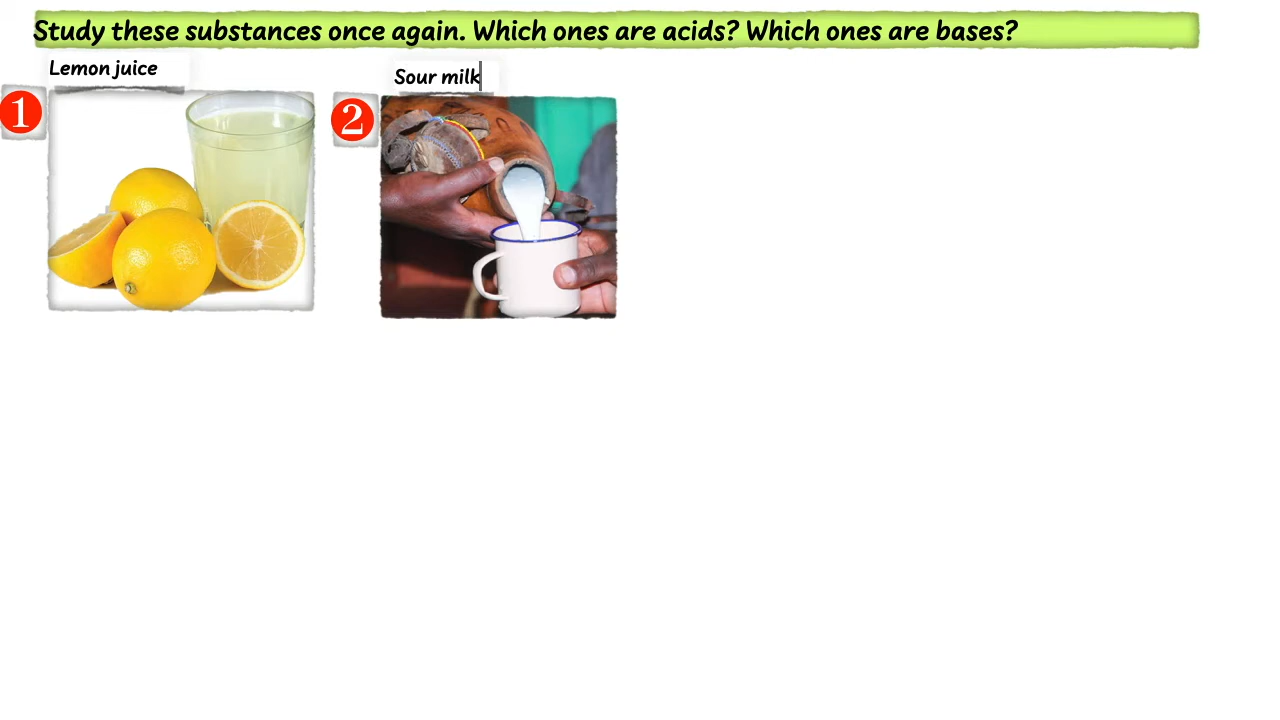 Study these substances once again. Which ones are acids? Which ones are bases?
Lemon juice
Sour milk
1
2